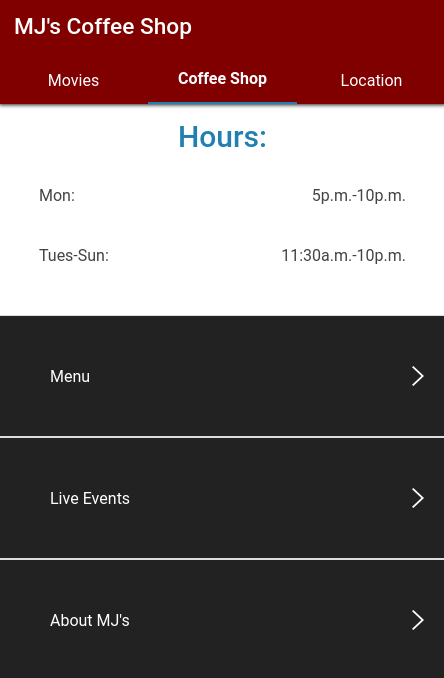 MJ's Coffee Shop
Movies Coffee Shop Location
Hours:
Mon: 5p.m.-10p.m.
Tues-Sun: 11:30a.m.-10p.m.
Menu
Live Events
About MJ's